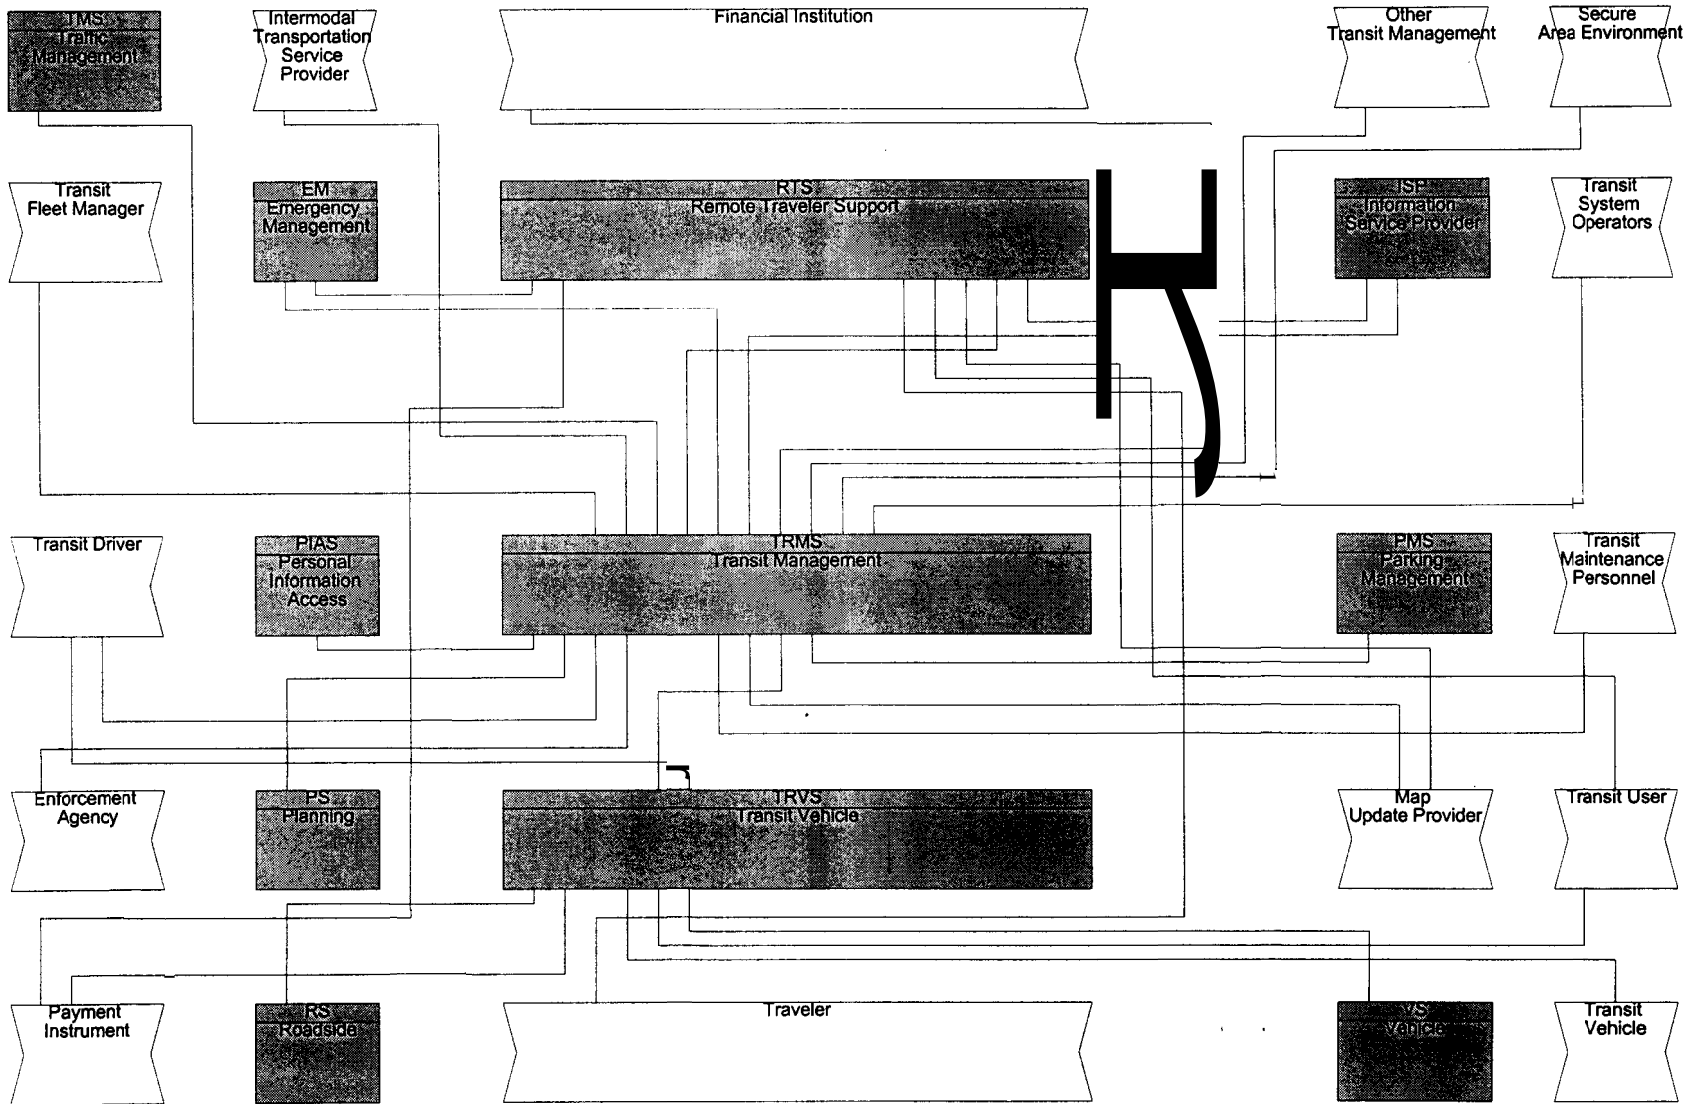 TMS
Traffic
Management
Intermodal
Transportation
Service
Provider
Financial Institution
Other
Transit Management
Secure
Area Environment
Transit
Fleet Manager
EM
Emergency
Management
RTS
Remote Traveler Support
ISP
Information
Service Provider
Transit
System
Operators
Transit Driver
PIAS
Personal
Information
Access
TRMS
Transit Management
PMS
Parking
Management
Transit
Maintenance
Personnel
Enforcement
Agency
PS
Planning
TRVS
Transit Vehicle
Map
Update Provider
Transit User
Payment
Instrument
RS
Roadside
Traveler
VS
Vehicle
Transit
Vehicle